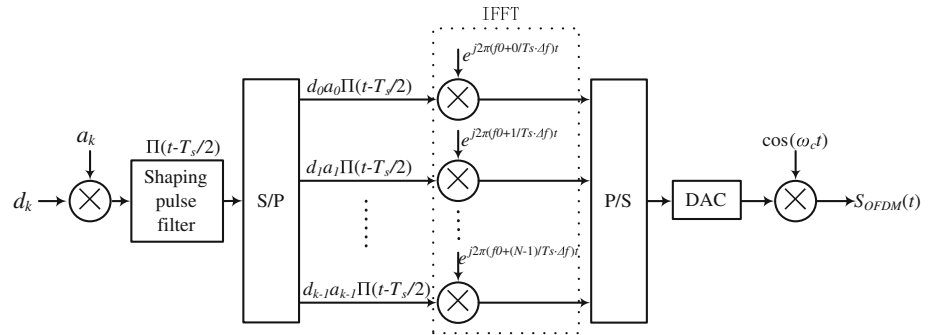 IFFT
e^{j2π(f0+0/Ts·Δf)t}
d_0a_0Π(t-T_s/2)
e^{j2π(f0+1/Ts·Δf)t}
a_k
Π(t-T_s/2)
d_1a_1Π(t-T_s/2)
cos(ω_ct)
d_k
Shaping
pulse
filter
S/P
P/S
DAC
S_{OFDM}(t)
e^{j2π(f0+(N-1)/Ts·Δf)t}
d_{k-1}a_{k-1}Π(t-T_s/2)